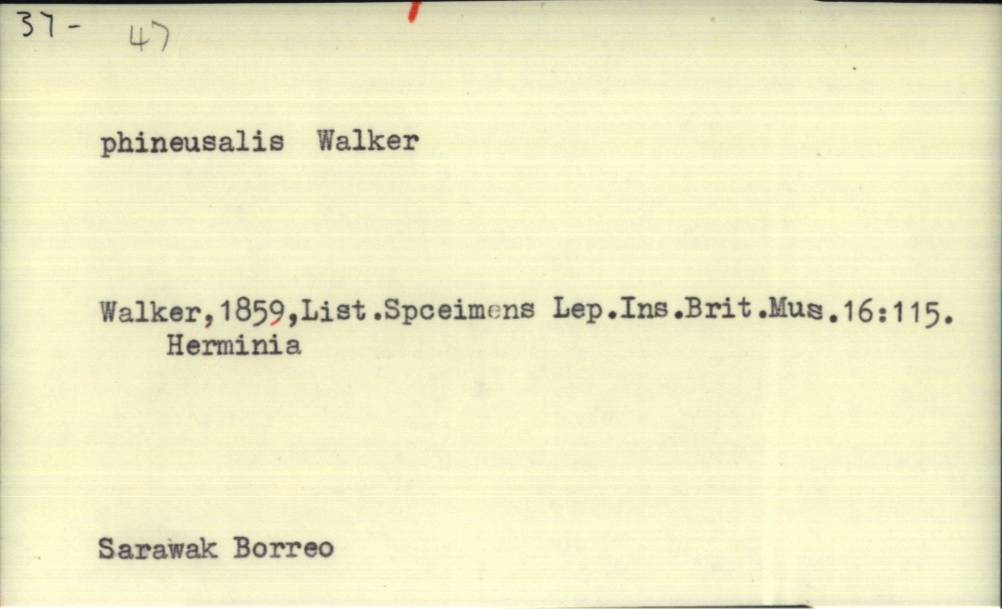 37- 47
phineusalis Walker
Walker,1859,List.Spceimens Lep.Ins.Brit.Mus.16:115.
Herminia
Sarawak Borreo